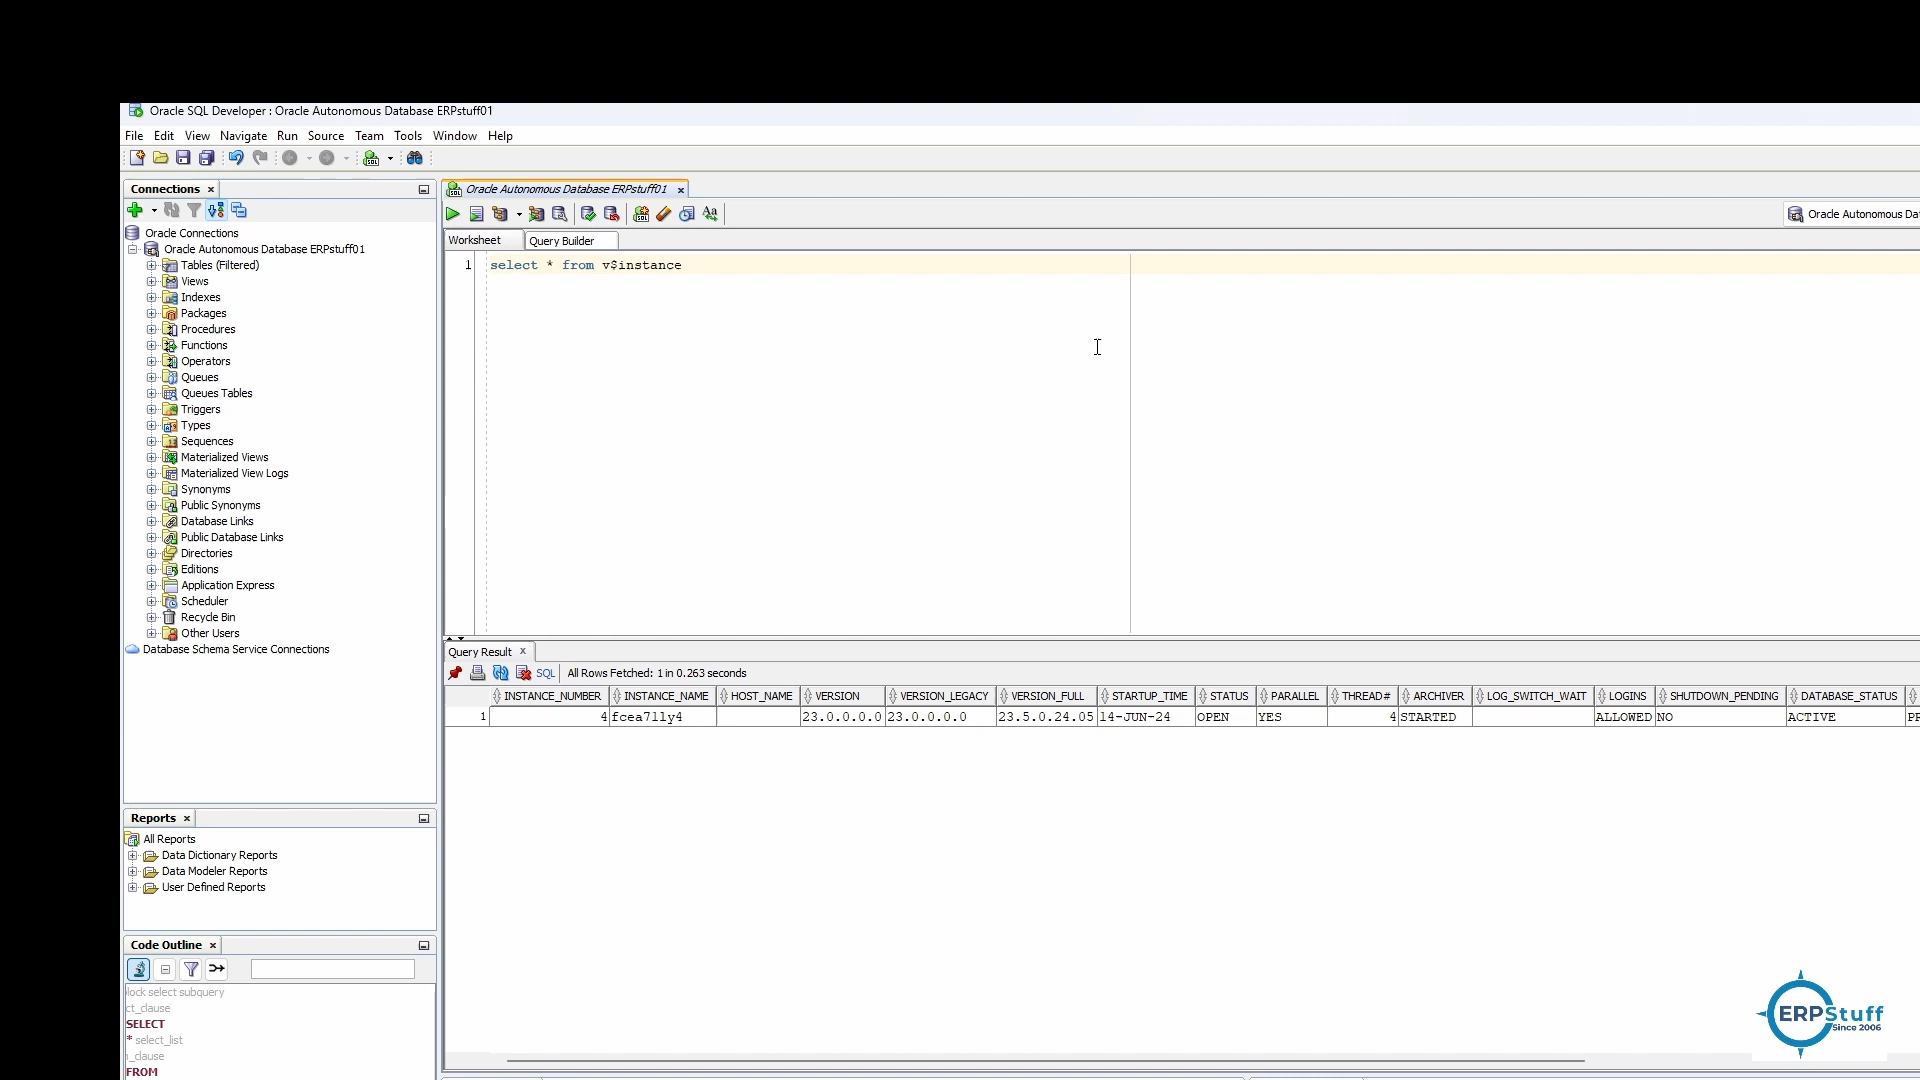 Oracle SQL Developer : Oracle Autonomous Database ERPstuff01
File Edit View Navigate Run Source Team Tools Window Help
Connections
Oracle Connections
Oracle Autonomous Database ERPstuff01
Tables (Filtered)
Views
Indexes
Packages
Procedures
Functions
Operators
Queues
Queues Tables
Triggers
Types
Sequences
Materialized Views
Materialized View Logs
Synonyms
Public Synonyms
Database Links
Public Database Links
Directories
Editions
Application Express
Scheduler
Recycle Bin
Other Users
Database Schema Service Connections
Reports
All Reports
Data Dictionary Reports
Data Modeler Reports
User Defined Reports
Code Outline
lock select subquery
ct_clause
SELECT
* select_list
_clause
FROM
Oracle Autonomous Database ERPstuff01
Oracle Autonomous Da
Worksheet Query Builder
1 select * from v$instance
Query Result
SQL All Rows Fetched: 1 in 0.263 seconds
INSTANCE_NUMBER INSTANCE_NAME HOST_NAME VERSION VERSION_LEGACY VERSION_FULL STARTUP_TIME STATUS PARALLEL THREAD# ARCHIVER LOG_SWITCH_WAIT LOGINS SHUTDOWN_PENDING DATABASE_STATUS
1 4 23.0.0.0.0 23.0.0.0.0 23.5.0.24.05 14-JUN-24 OPEN YES 4 STARTED ALLOWED NO ACTIVE
ERPStuff
Since 2006